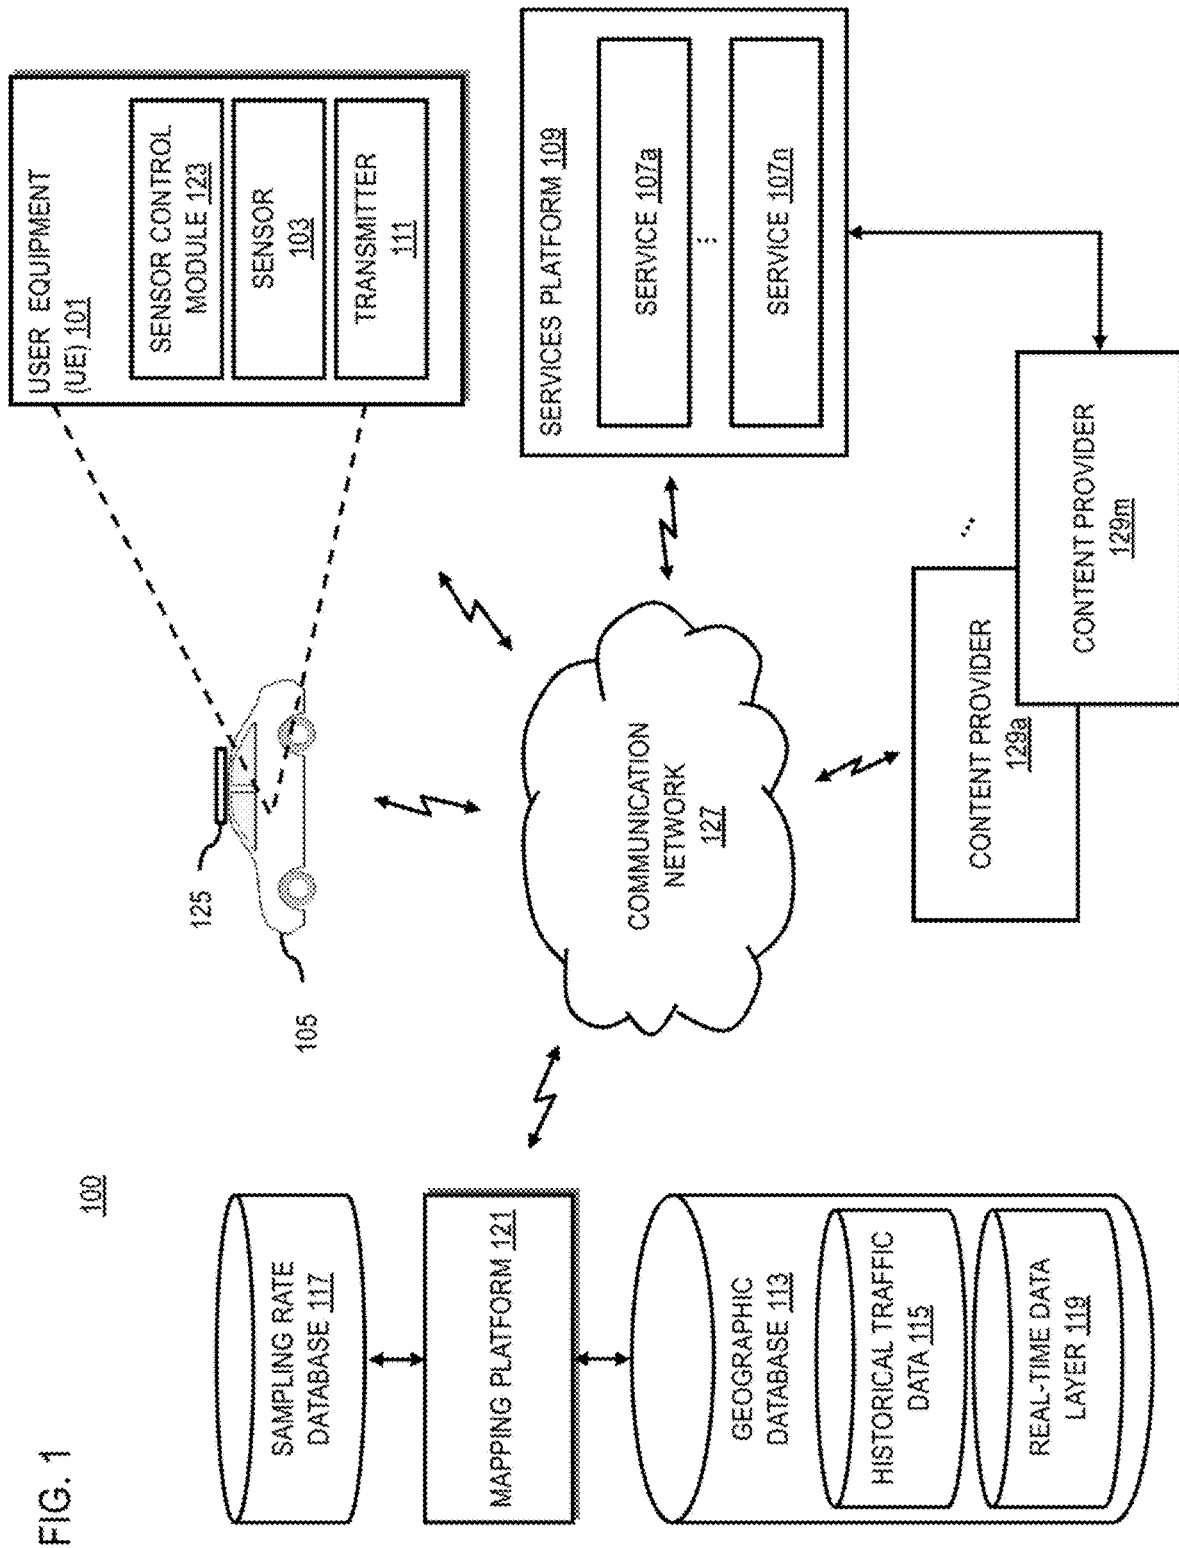 FIG. 1
100
SAMPLING RATE
DATABASE 117
MAPPING PLATFORM 121
GEOGRAPHIC
DATABASE 113
HISTORICAL TRAFFIC
DATA 115
REAL-TIME DATA
LAYER 119
125
105
COMMUNICATION
NETWORK
127
USER EQUIPMENT
(UE) 101
SENSOR CONTROL
MODULE 123
SENSOR
103
TRANSMITTER
111
SERVICES PLATFORM 109
SERVICE 107a
...
SERVICE 107n
CONTENT PROVIDER
129a
...
CONTENT PROVIDER
129m